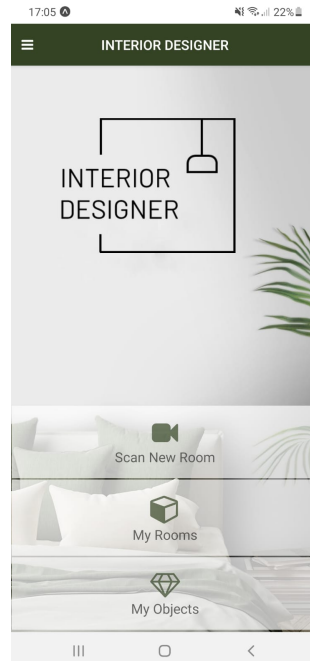 17:05 22%
INTERIOR DESIGNER
INTERIOR
DESIGNER
Scan New Room
My Rooms
My Objects